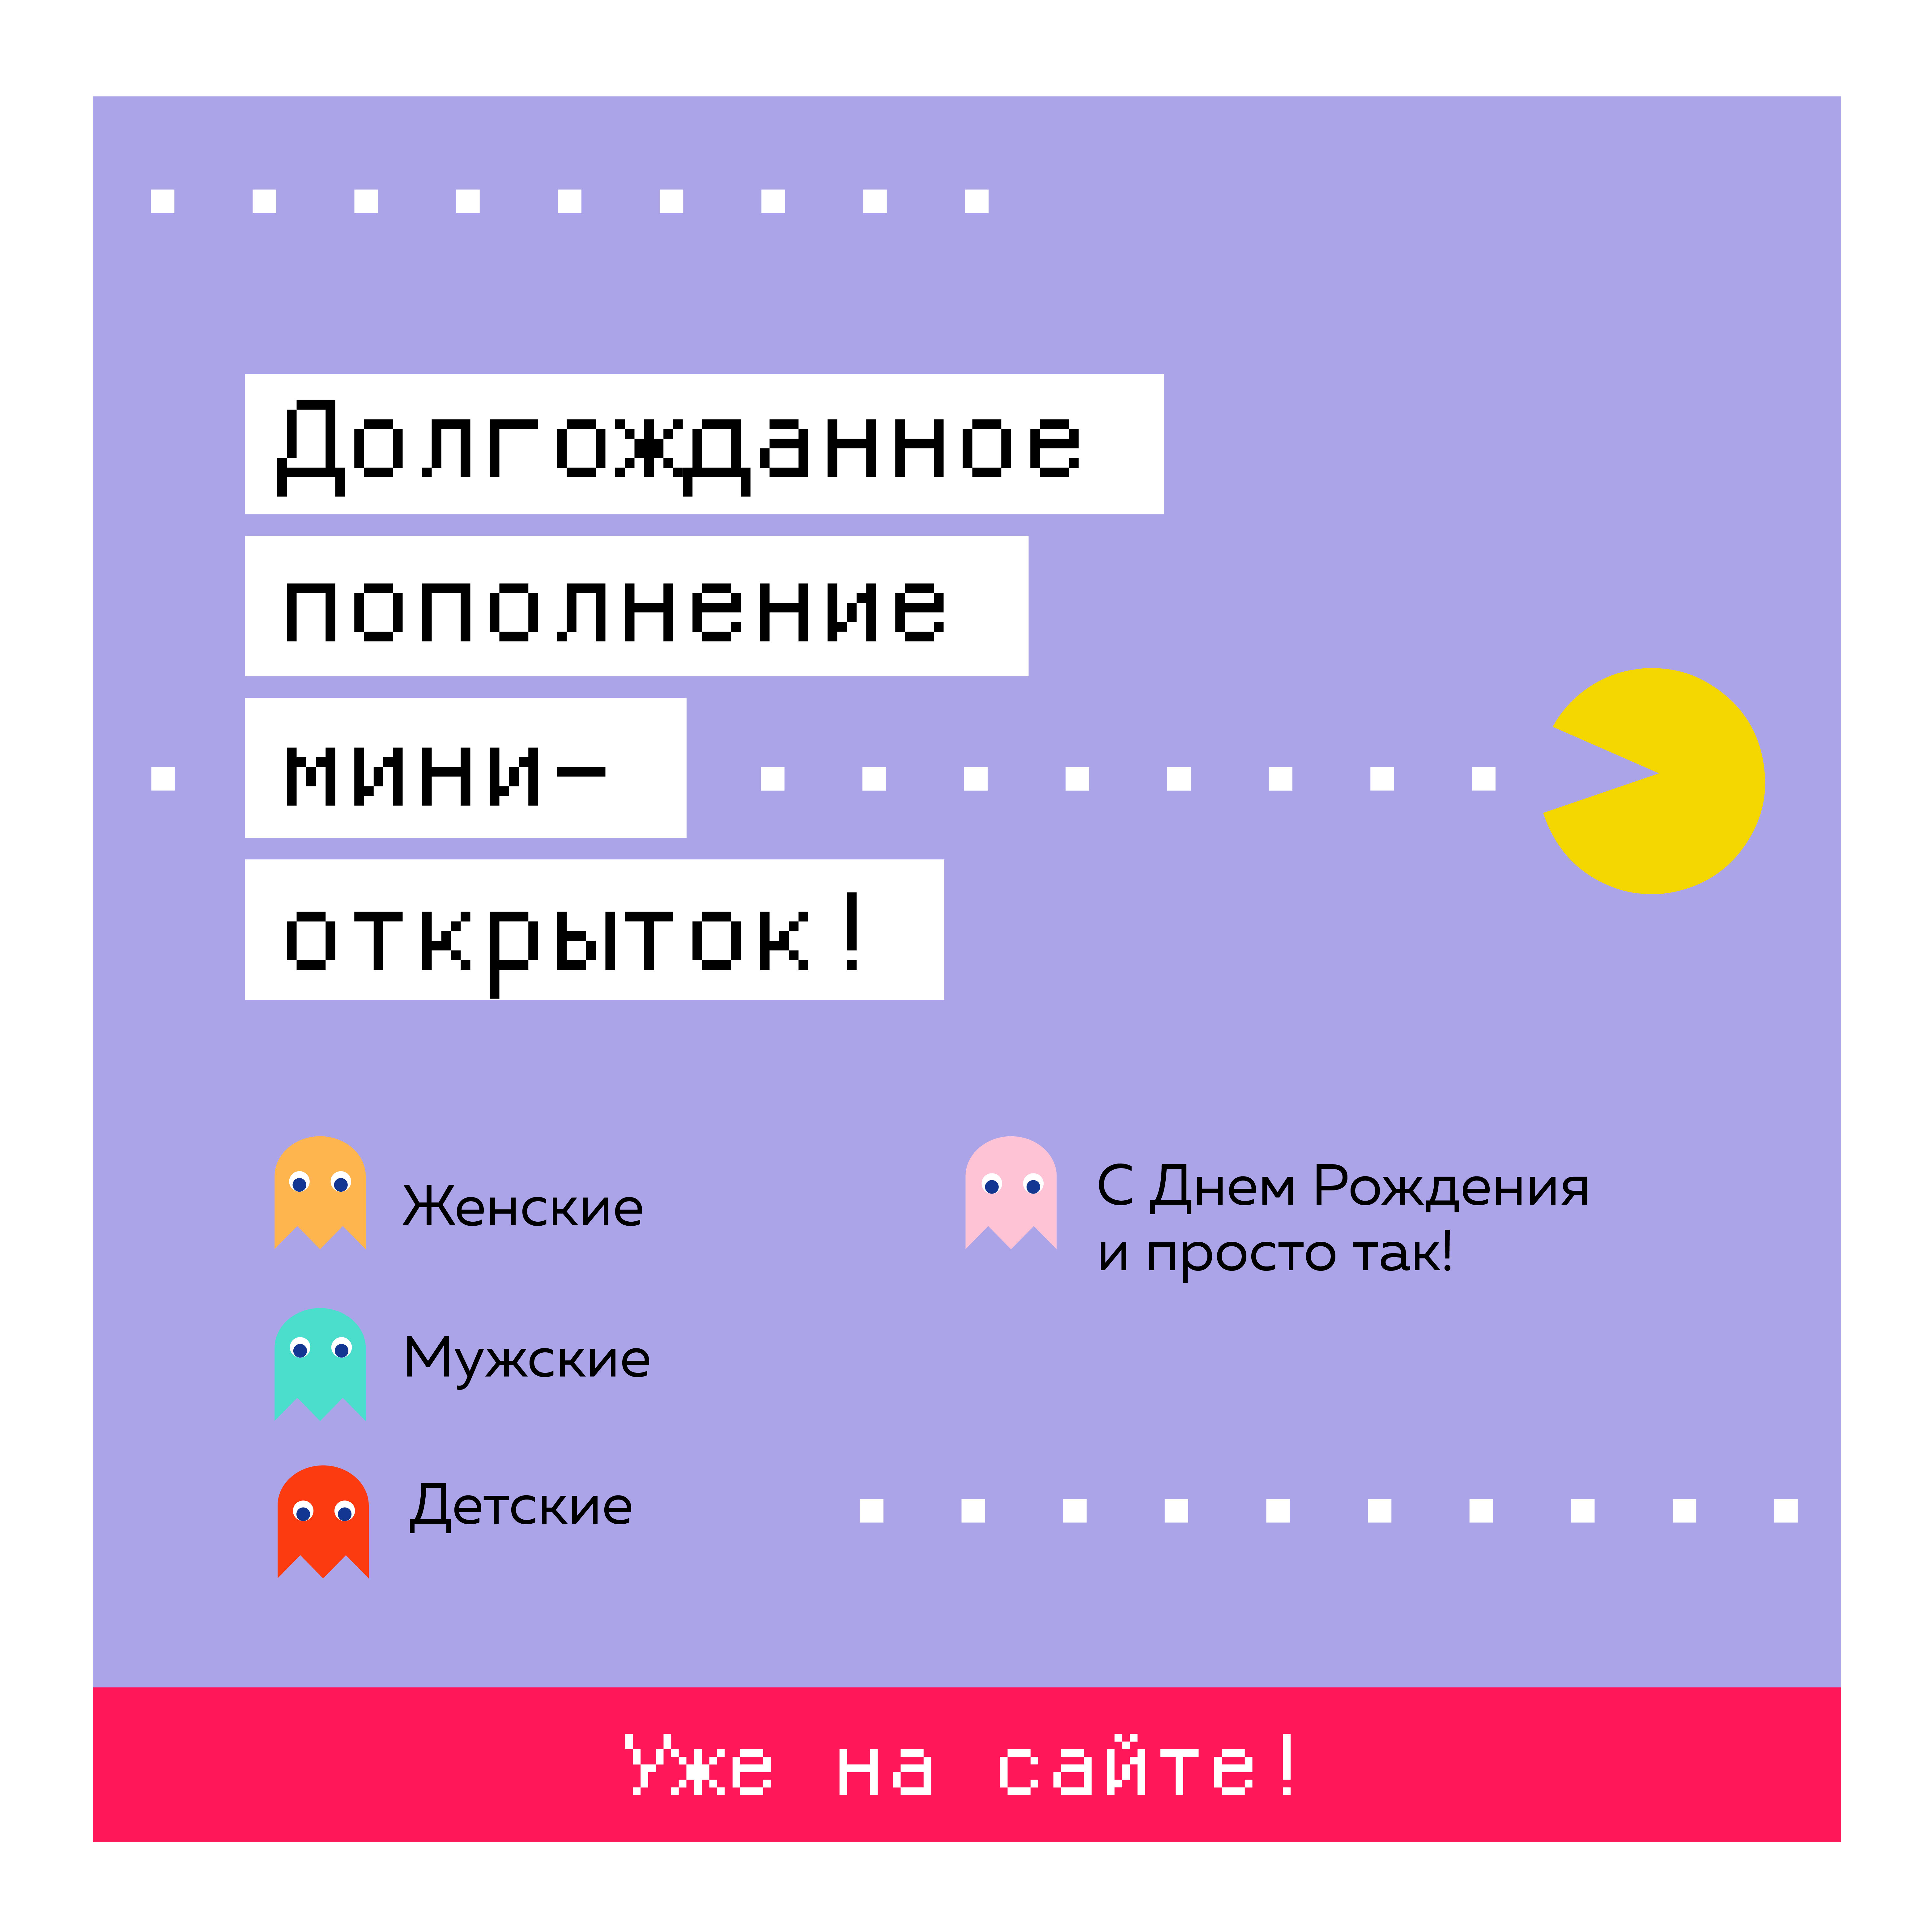 Долгожданное
пополнение
мини-
открыток!
Женские
Мужские
Детские
С Днем Рождения
и просто так!
Уже на сайте!